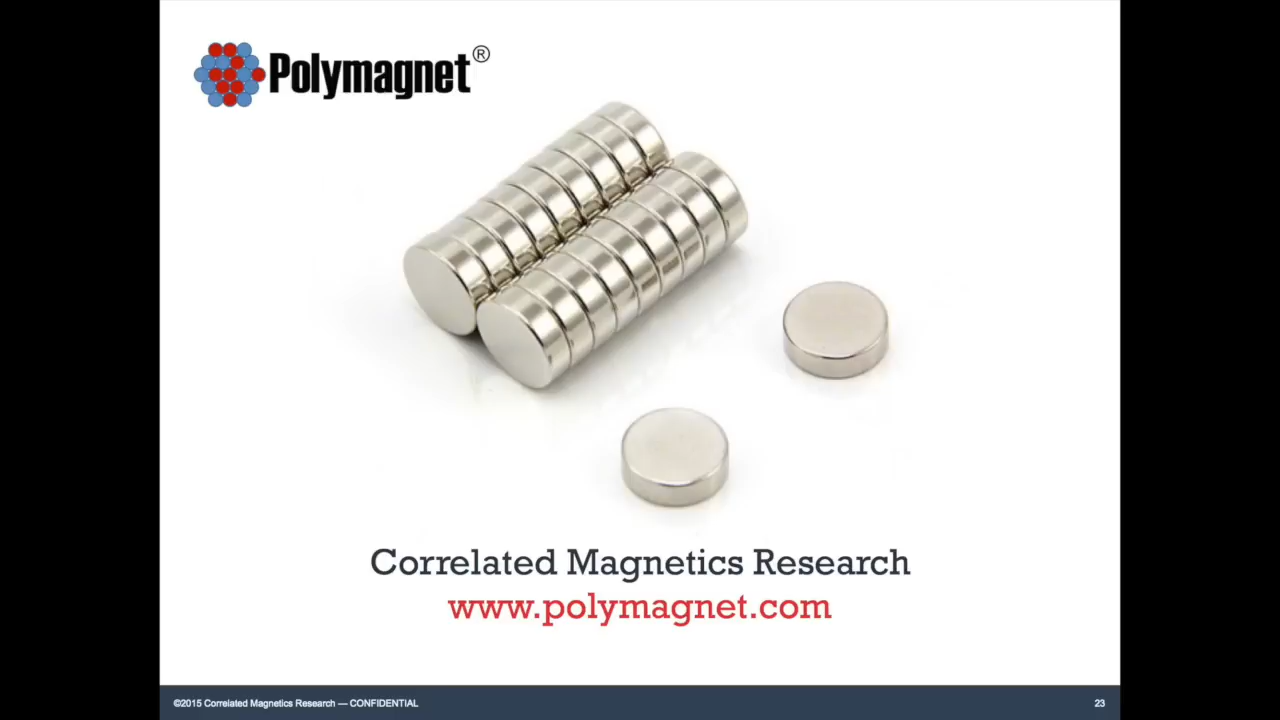 Polymagnet®
Correlated Magnetics Research
www.polymagnet.com
©2015 Correlated Magnetics Research — CONFIDENTIAL
23